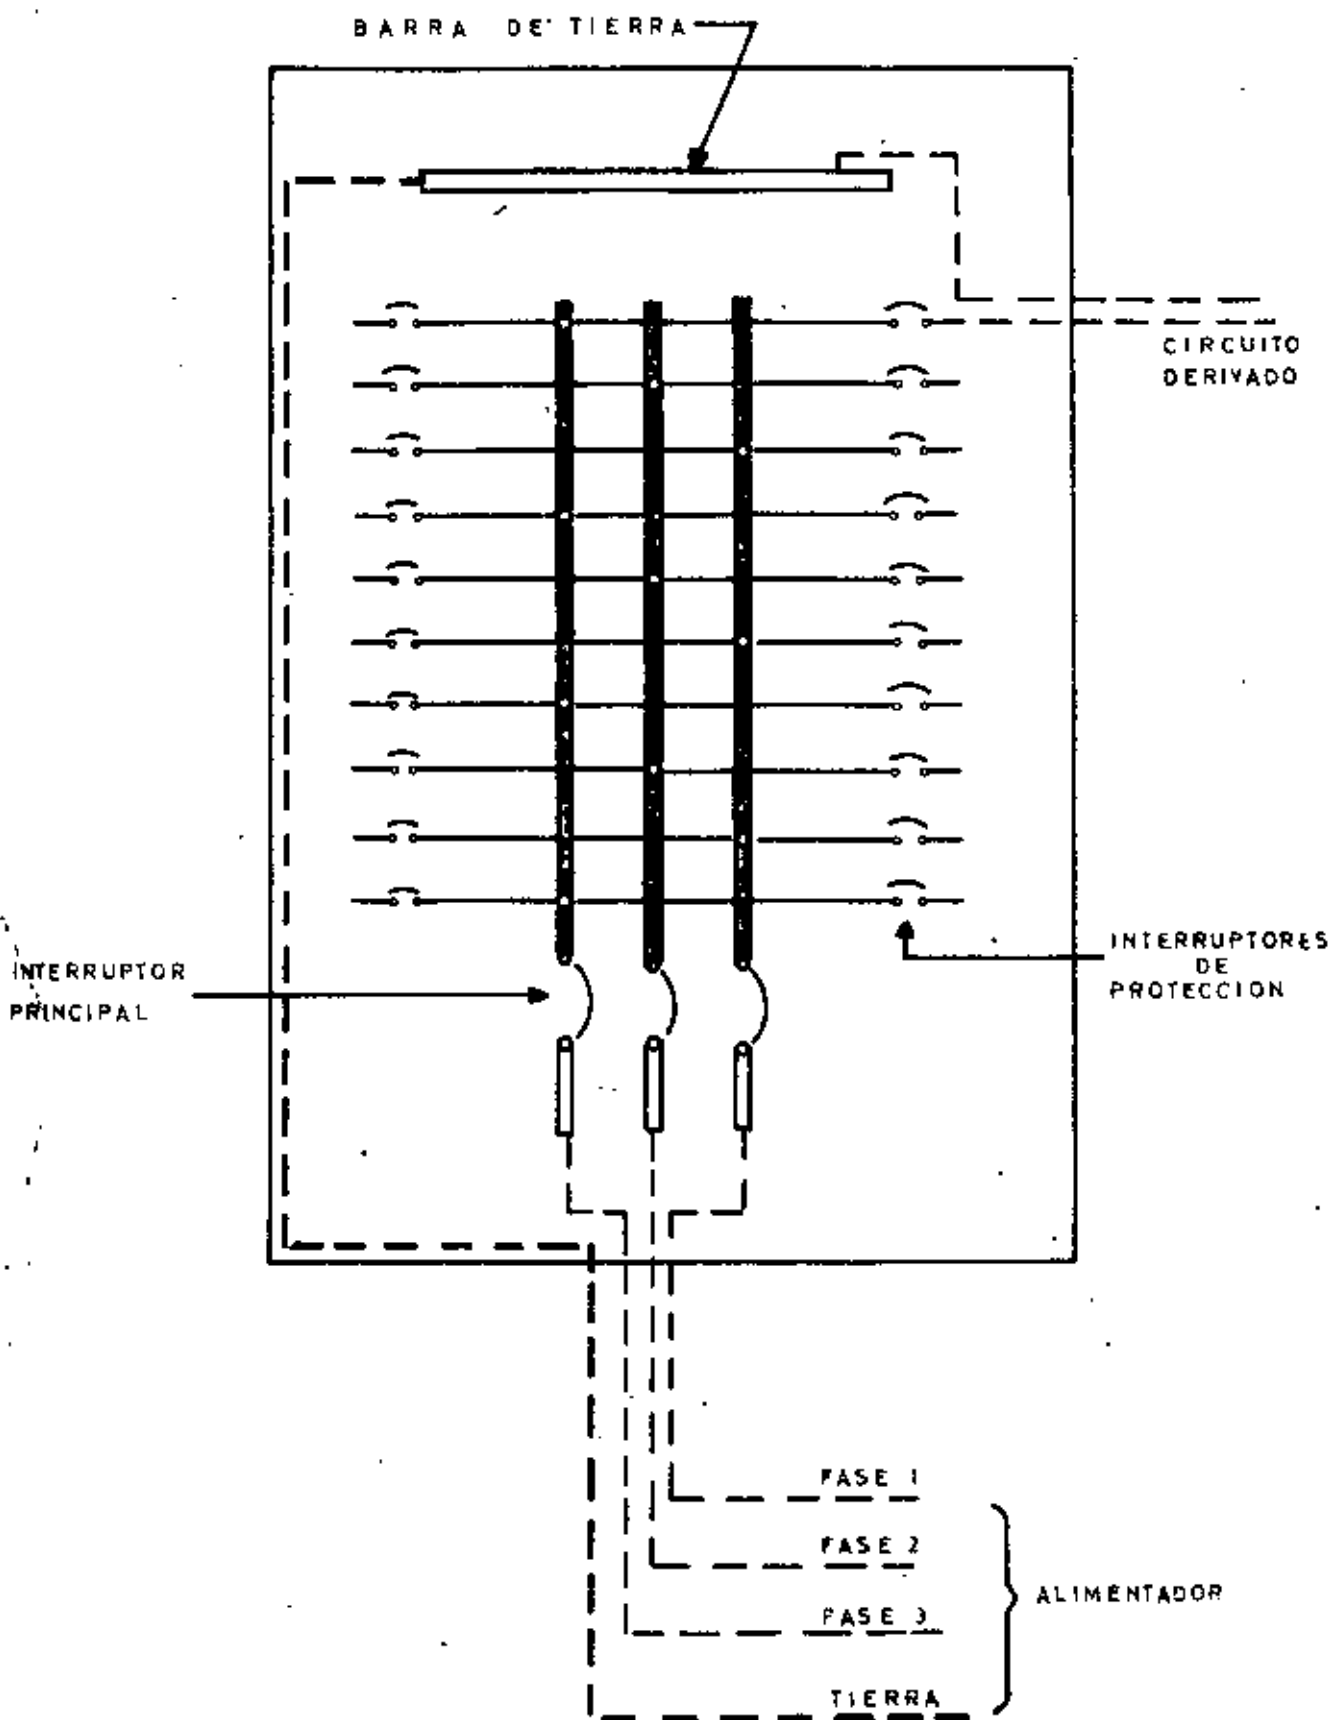 BARRA DE TIERRA
CIRCUITO
DERIVADO
INTERRUPTORES
DE
PROTECCION
INTERRUPTOR
PRINCIPAL
FASE 1
FASE 2
FASE 3
ALIMENTADOR
TIERRA